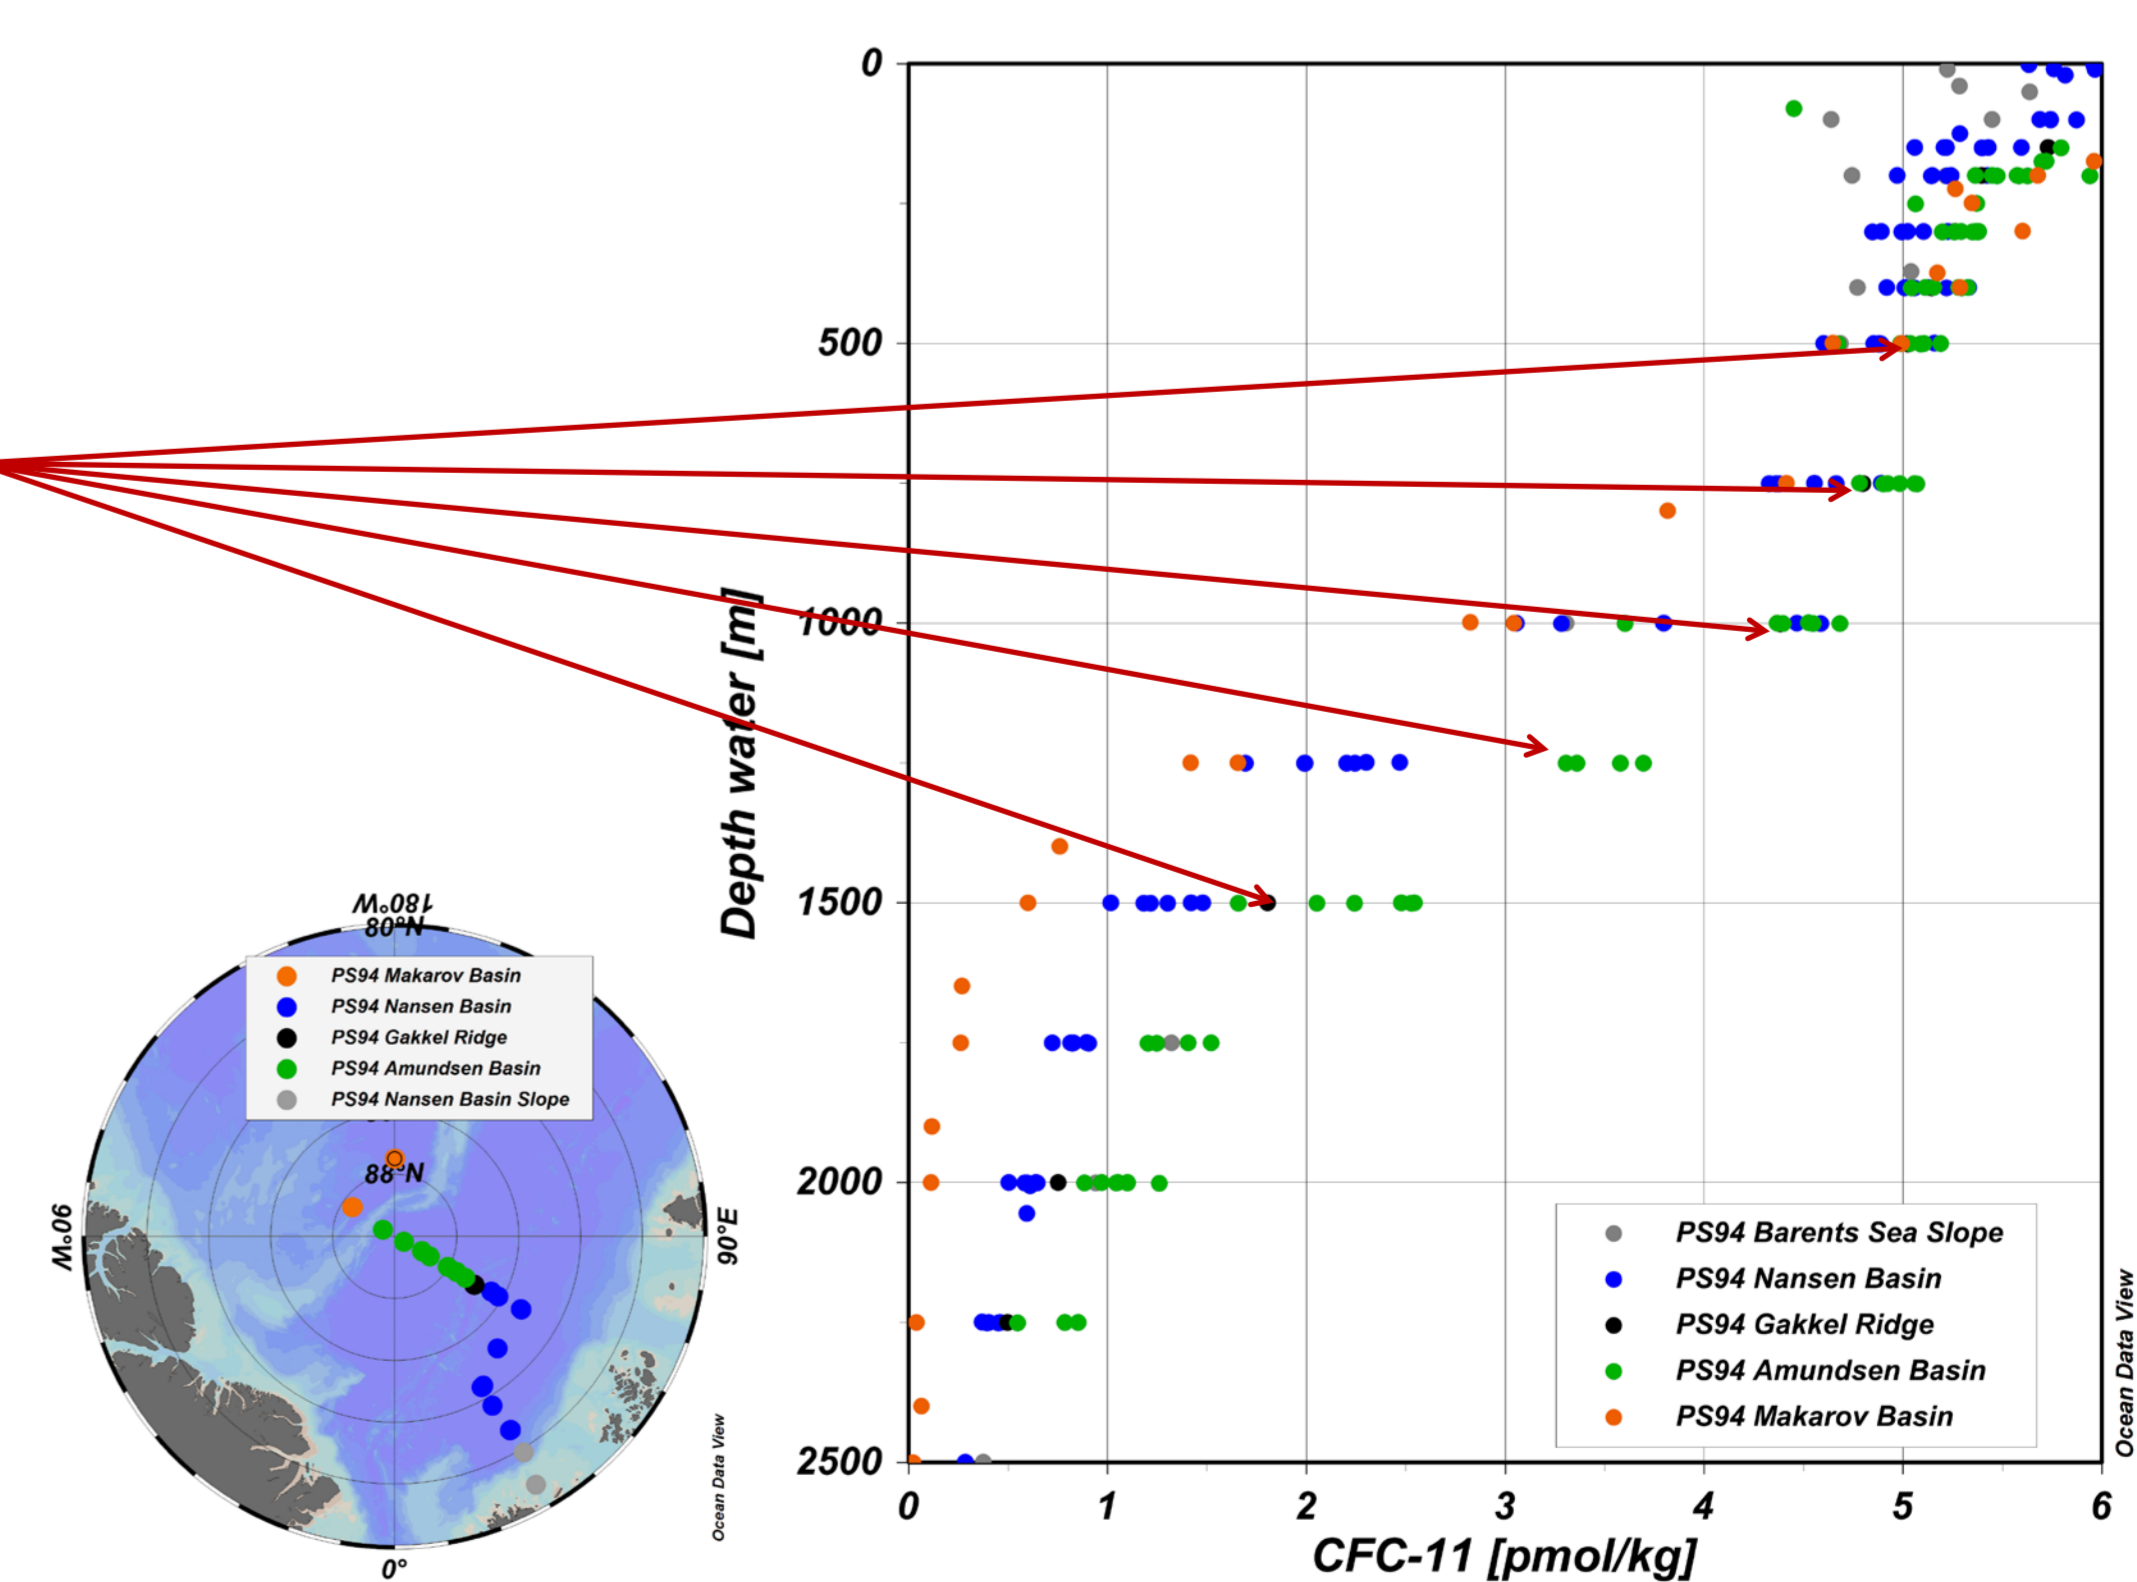 0
500
1000
1500
2000
2500
Depth water [m]
0 1 2 3 4 5 6
CFC-11 [pmol/kg]
PS94 Barents Sea Slope
PS94 Nansen Basin
PS94 Gakkel Ridge
PS94 Amundsen Basin
PS94 Makarov Basin
Ocean Data View
180°W
80°N
PS94 Makarov Basin
PS94 Nansen Basin
PS94 Gakkel Ridge
PS94 Amundsen Basin
PS94 Nansen Basin Slope
88°N
90°W
90°E
0°
Ocean Data View